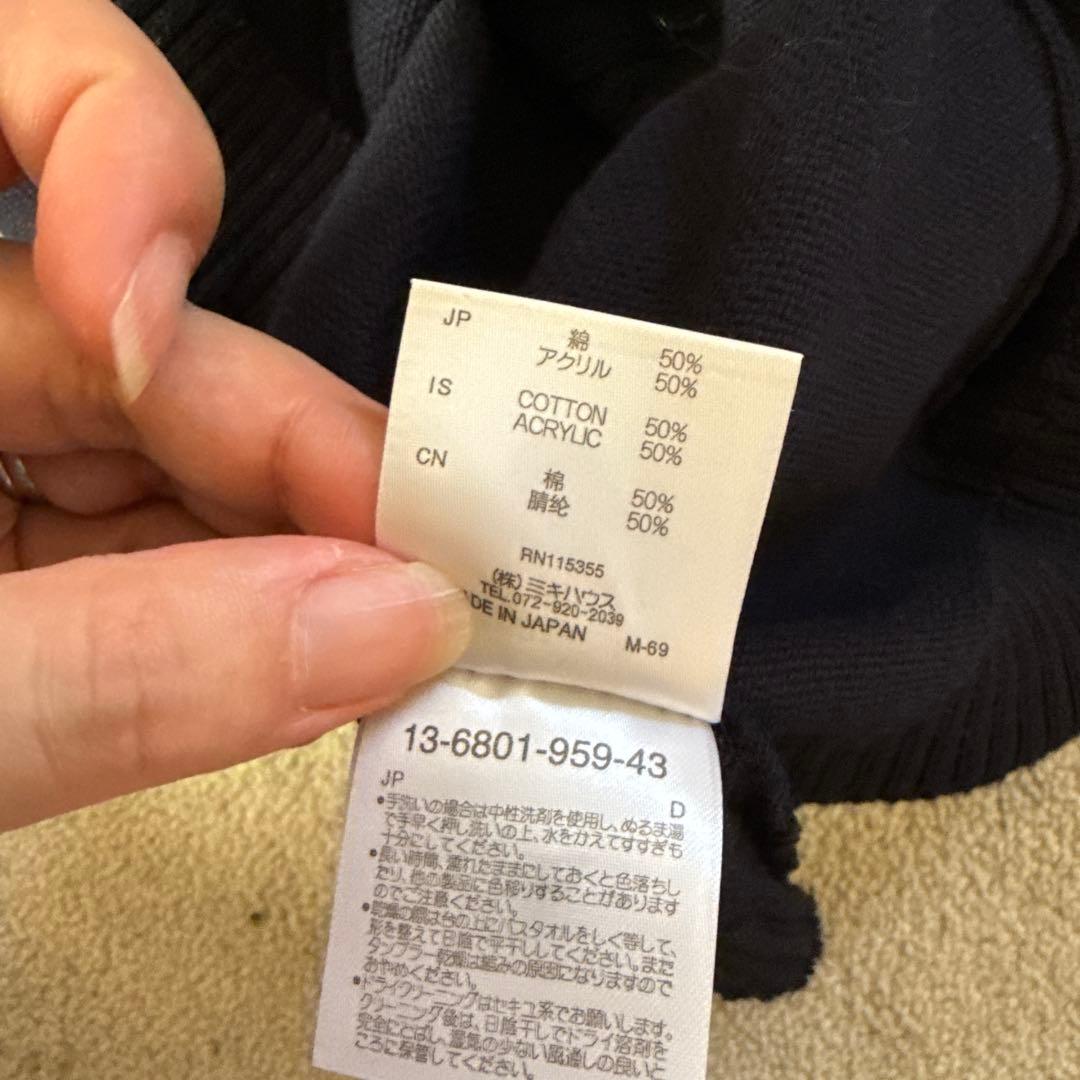 JP 綿 50%
アクリル 50%
IS COTTON 50%
ACRYLIC 50%
CN 棉 50%
腈纶 50%
RN115355
(株)ミキハウス
TEL.072-920-2039
ADE IN JAPAN M-69
13-6801-959-43
JP D
•手洗いの場合は中性洗剤を使用し、ぬるま湯
で手早く押し洗いの上、水をかえてすすぎも
十分にしてください。
•長い時間、濡れたままにしておくと色落ちし
たり、他の製品に色移りすることがあります
のでご注意ください。
•乾燥の際は台の上にバスタオルをしく等して、
形を整えて日陰で平干ししてください。また
タンブラー乾燥は縮みの原因になりますので
おやめください。
•ドライクリーニングはセキユ系でお願いします。
クリーニング後は、日陰干しでドライ溶剤を
完全にとばし、湿気の少ない風通しの良いと
ころに保管してください。